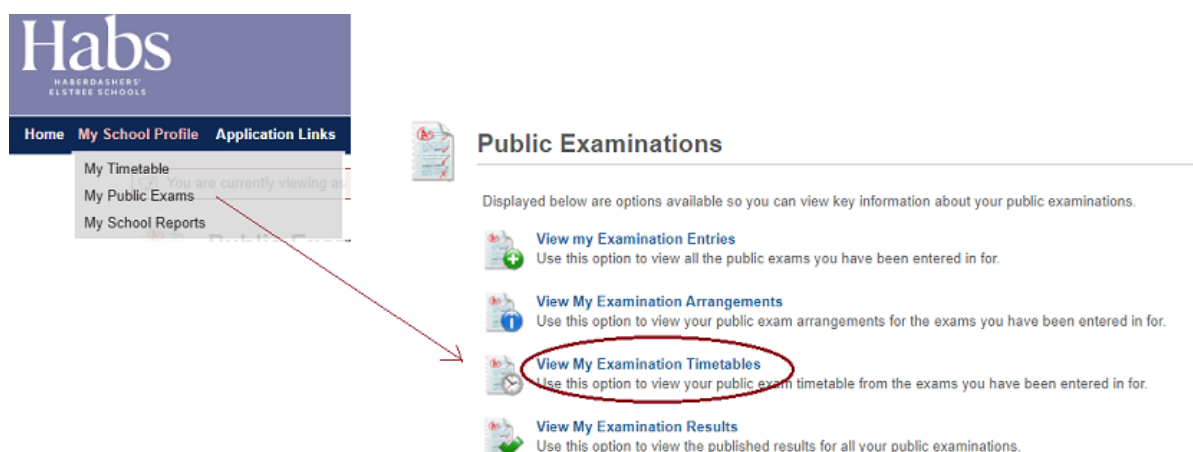 Habs
HABERDASHERS'
ELSTREE SCHOOLS
Home My School Profile Application Links
My Timetable
You are currently viewing as
My Public Exams
My School Reports
Public Examinations
Displayed below are options available so you can view key information about your public examinations.
View my Examination Entries
Use this option to view all the public exams you have been entered in for.
View My Examination Arrangements
Use this option to view your public exam arrangements for the exams you have been entered in for.
View My Examination Timetables
Use this option to view your public exam timetable from the exams you have been entered in for.
View My Examination Results
Use this option to view the published results for all your public examinations.